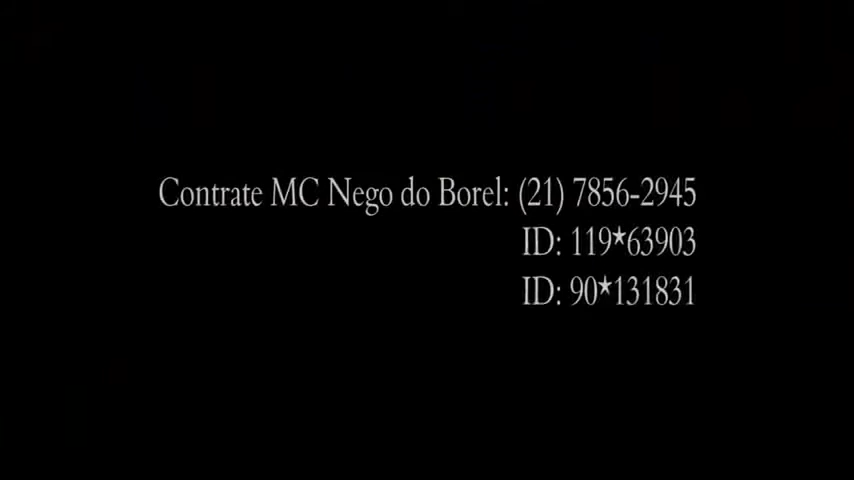 Contrate MC Nego do Borel: (21) 7856-2945
ID: 119*63903
ID: 90*131831